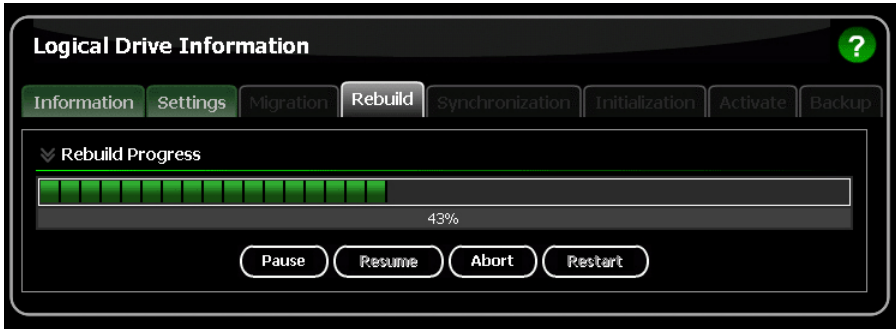 Logical Drive Information
?
Information Settings Migration Rebuild Synchronization Initialization Activate Backup
Rebuild Progress
43%
Pause Resume Abort Restart